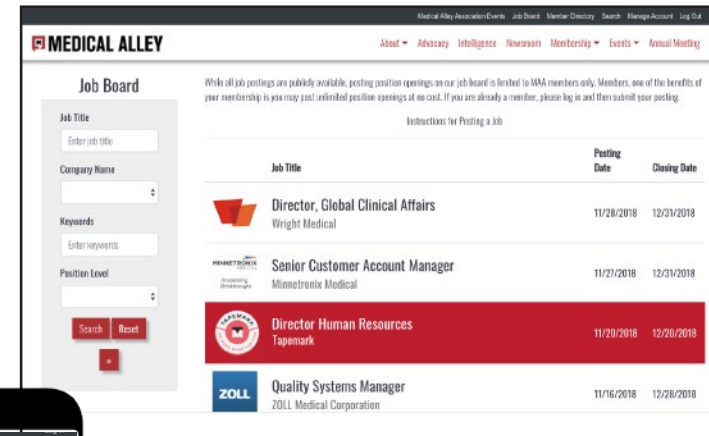 Medical Alley Association Events Job Board Member Directory Search Manage Account Log Out
MEDICAL ALLEY
About Advocacy Intelligence Newsroom Membership Events Annual Meeting
Job Board
While all job postings are publicly available, posting position openings on our job board is limited to MAA members only. Members, one of the benefits of
your membership is you may post unlimited position openings at no cost. If you are already a member, please log in and then submit your posting.
Instructions for Posting a Job
Job Title
Enter job title
Company Name
Keywords
Enter keywords
Position Level
Search Reset
Job Title
Posting
Date
Closing Date
Director, Global Clinical Affairs
Wright Medical
11/28/2018 12/31/2018
MINNETRONIX
MEDICAL
Accelerating
Breakthroughs
Senior Customer Account Manager
Minnetronix Medical
11/27/2018 12/31/2018
TAPEMARK
Director Human Resources
Tapemark
11/20/2018 12/20/2018
ZOLL
Quality Systems Manager
ZOLL Medical Corporation
11/16/2018 12/28/2018